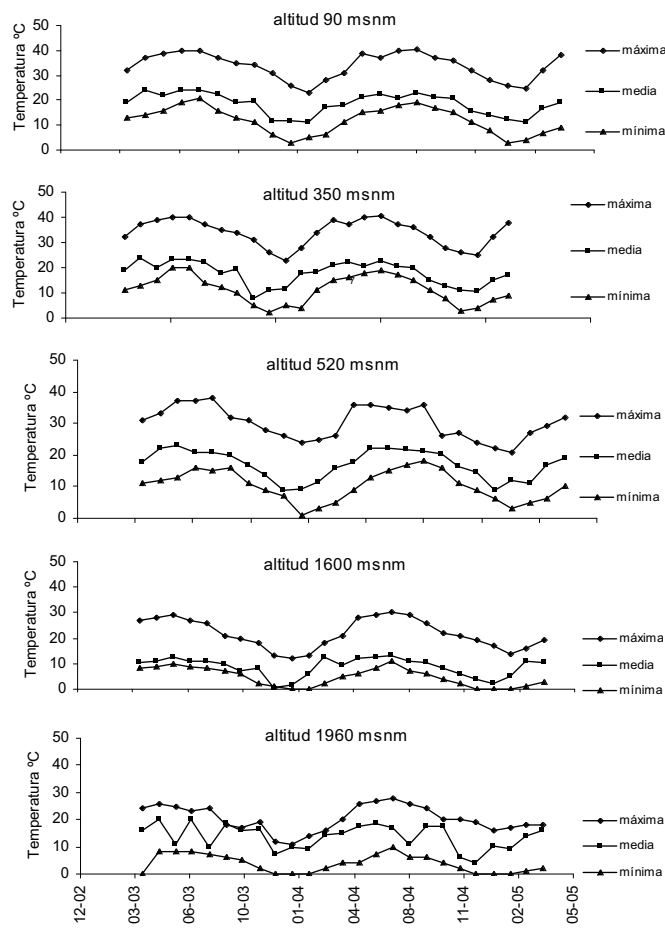 altitud 90 msnm
Temperatura ºC
50
40
30
20
10
0
máxima
media
mínima
altitud 350 msnm
Temperatura ºC
50
40
30
20
10
0
máxima
media
mínima
altitud 520 msnm
Temperatura ºC
50
40
30
20
10
0
máxima
media
mínima
altitud 1600 msnm
Temperatura ºC
50
40
30
20
10
0
máxima
media
mínima
altitud 1960 msnm
Temperatura ºC
50
40
30
20
10
0
máxima
media
mínima
12-02
03-03
06-03
10-03
01-04
04-04
08-04
11-04
02-05
05-05